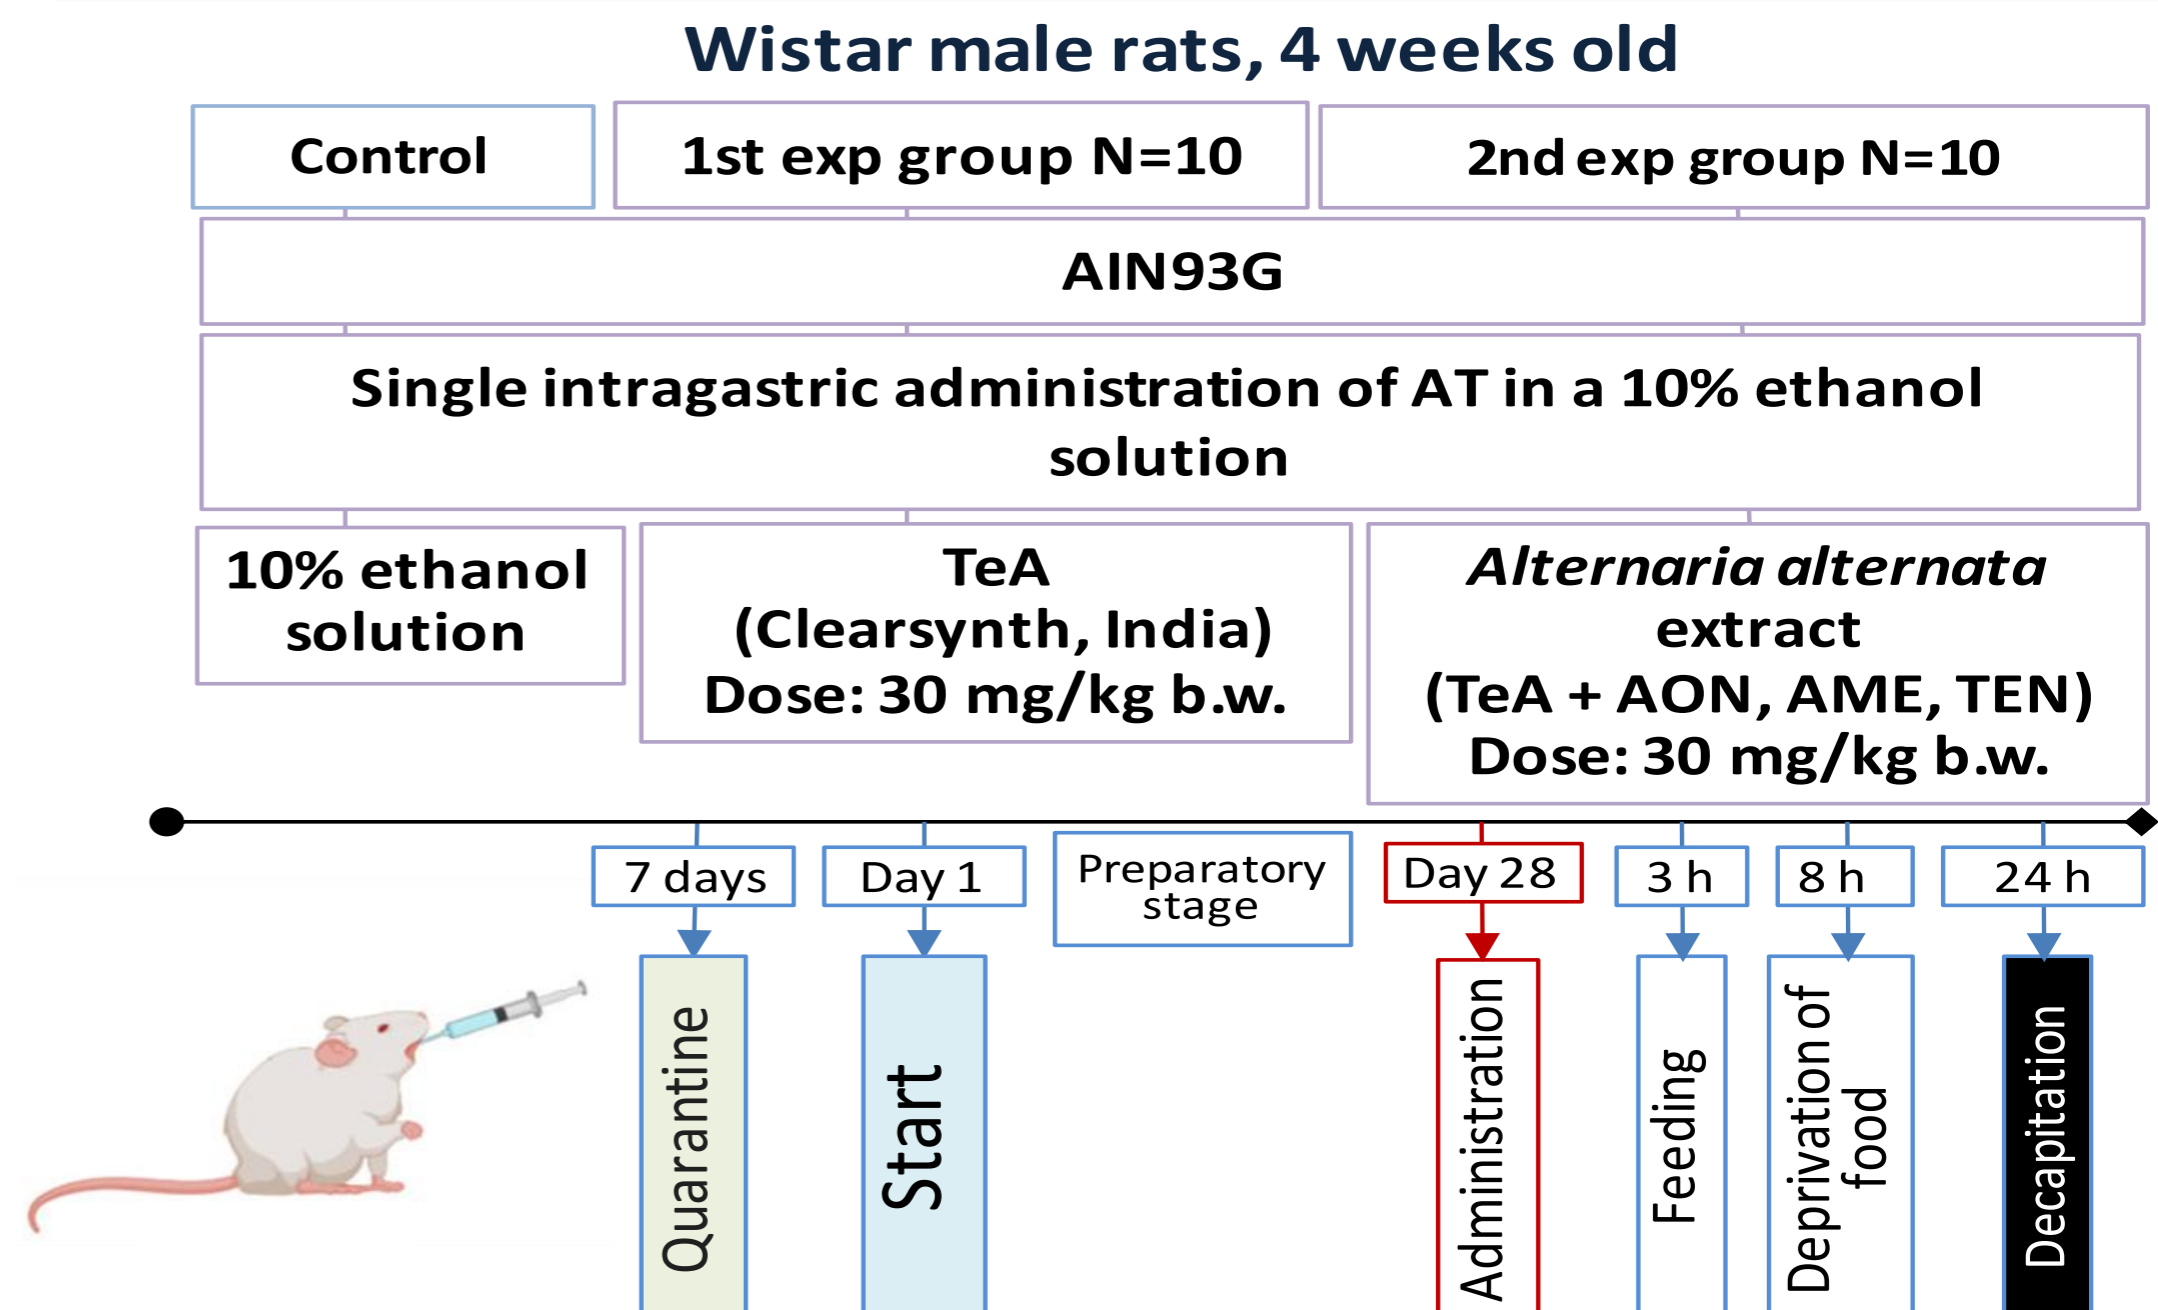 Wistar male rats, 4 weeks old
Control
1st exp group N=10
2nd exp group N=10
AIN93G
Single intragastric administration of AT in a 10% ethanol
solution
10% ethanol
solution
TeA
(Clearsynth, India)
Dose: 30 mg/kg b.w.
Alternaria alternata
extract
(TeA + AON, AME, TEN)
Dose: 30 mg/kg b.w.
7 days
Day 1
Preparatory
stage
Day 28
3 h
8 h
24 h
Quarantine
Start
Administration
Feeding
Deprivation of
food
Decapitation